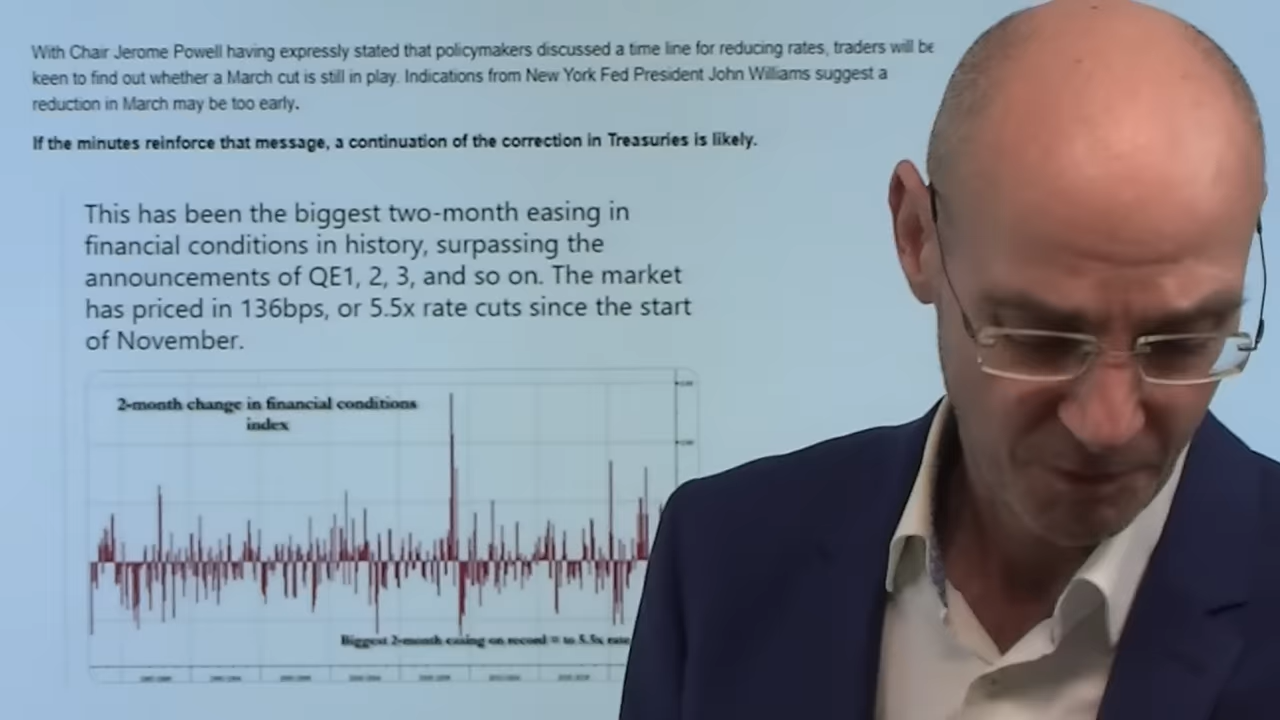 With Chair Jerome Powell having expressly stated that policymakers discussed a time line for reducing rates, traders will be
keen to find out whether a March cut is still in play. Indications from New York Fed President John Williams suggest a
reduction in March may be too early.
If the minutes reinforce that message, a continuation of the correction in Treasuries is likely.
This has been the biggest two-month easing in
financial conditions in history, surpassing the
announcements of QE1, 2, 3, and so on. The market
has priced in 136bps, or 5.5x rate cuts since the start
of November.
2-month change in financial conditions
index
Biggest 2-month easing on record = to 5.5x rate